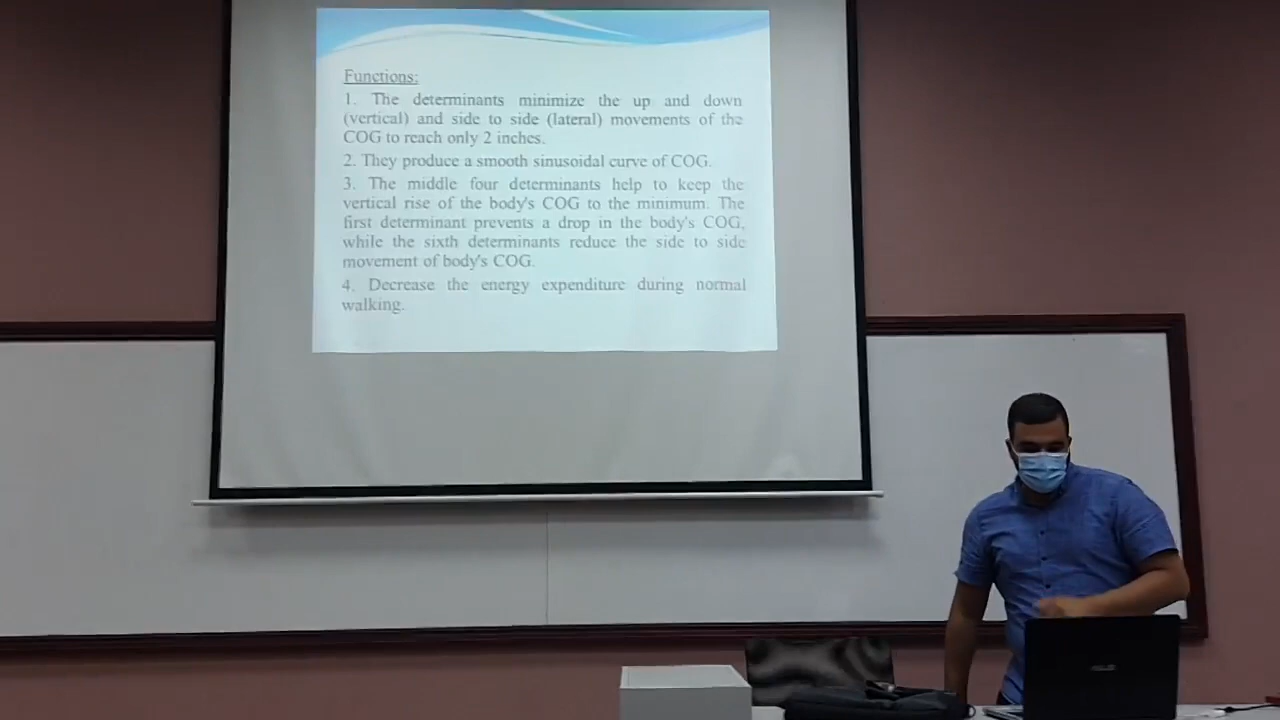 Functions:
1. The determinants minimize the up and down
(vertical) and side to side (lateral) movements of the
COG to reach only 2 inches.
2. They produce a smooth sinusoidal curve of COG.
3. The middle four determinants help to keep the
vertical rise of the body's COG to the minimum. The
first determinant prevents a drop in the body's COG,
while the sixth determinants reduce the side to side
movement of body's COG.
4. Decrease the energy expenditure during normal
walking.
ASUS